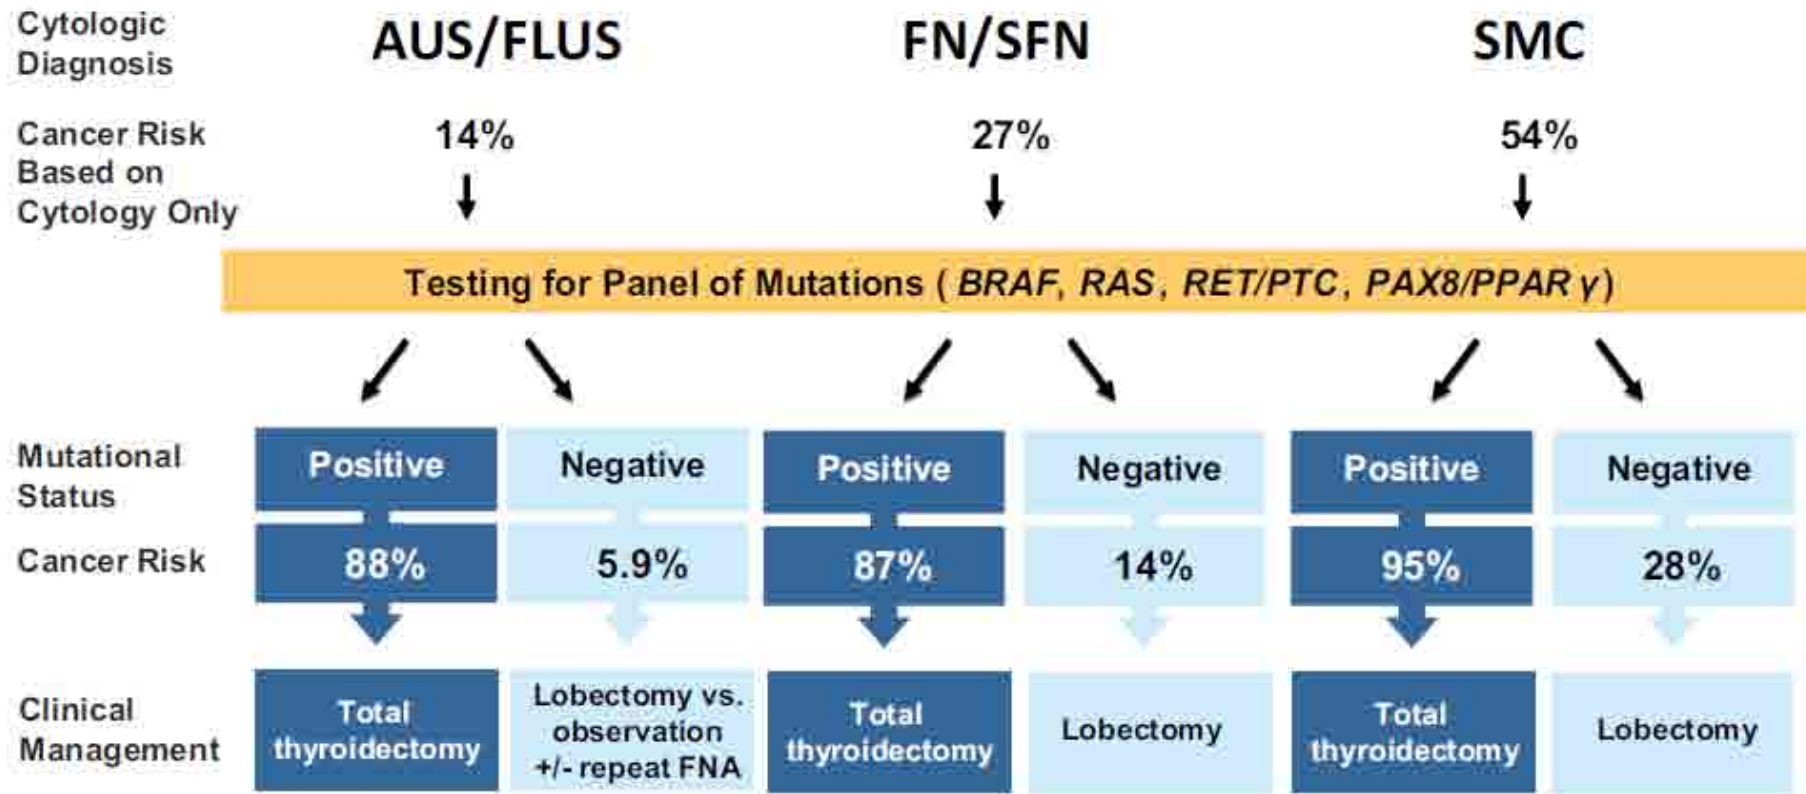 Cytologic
Diagnosis
AUS/FLUS
FN/SFN
SMC
Cancer Risk
Based on
Cytology Only
14%
27%
54%
Testing for Panel of Mutations ( BRAF, RAS, RET/PTC, PAX8/PPAR γ)
Mutational
Status
Positive
Negative
Positive
Negative
Positive
Negative
Cancer Risk
88%
5.9%
87%
14%
95%
28%
Clinical
Management
Total
thyroidectomy
Lobectomy vs.
observation
+/- repeat FNA
Total
thyroidectomy
Lobectomy
Total
thyroidectomy
Lobectomy